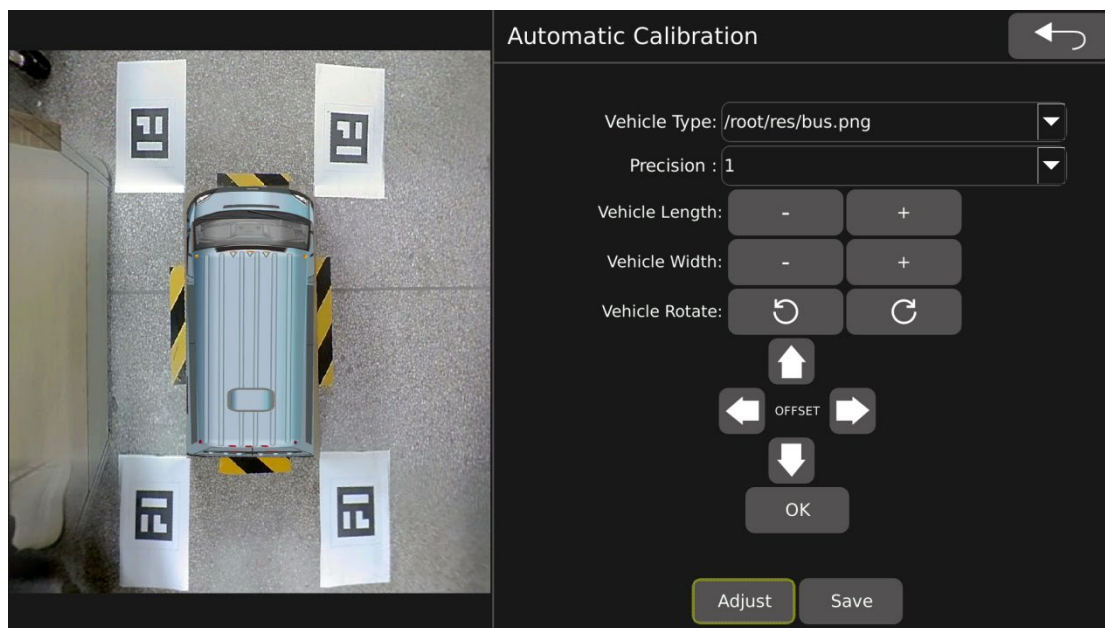 Automatic Calibration
Vehicle Type: /root/res/bus.png
Precision : 1
Vehicle Length: - +
Vehicle Width: - +
Vehicle Rotate:
OFFSET
OK
Adjust Save